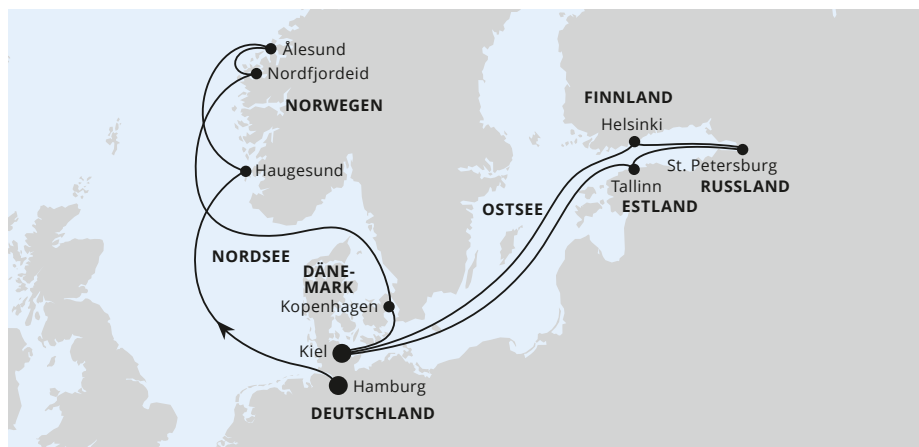 Ålesund
Nordfjordeid
NORWEGEN
FINNLAND
Helsinki
St. Petersburg
RUSSLAND
Haugesund
Tallinn
ESTLAND
OSTSEE
NORDSEE
DÄNE-
MARK
Kopenhagen
Kiel
Hamburg
DEUTSCHLAND